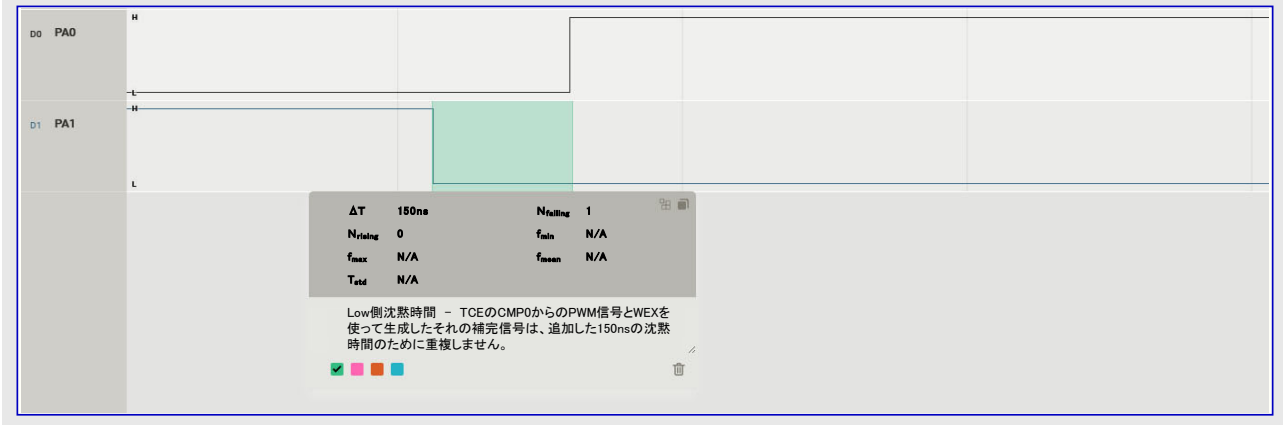 H
D0 PA0
L
H
D1 PA1
L
ΔT 150ns Nfalling 1
Nrising 0 fmin N/A
fmax N/A fmean N/A
Tstd N/A
Low側沈黙時間 - TCEのCMP0からのPWM信号とWEXを
使って生成したそれの補完信号は、追加した150nsの沈黙
時間のために重複しません。